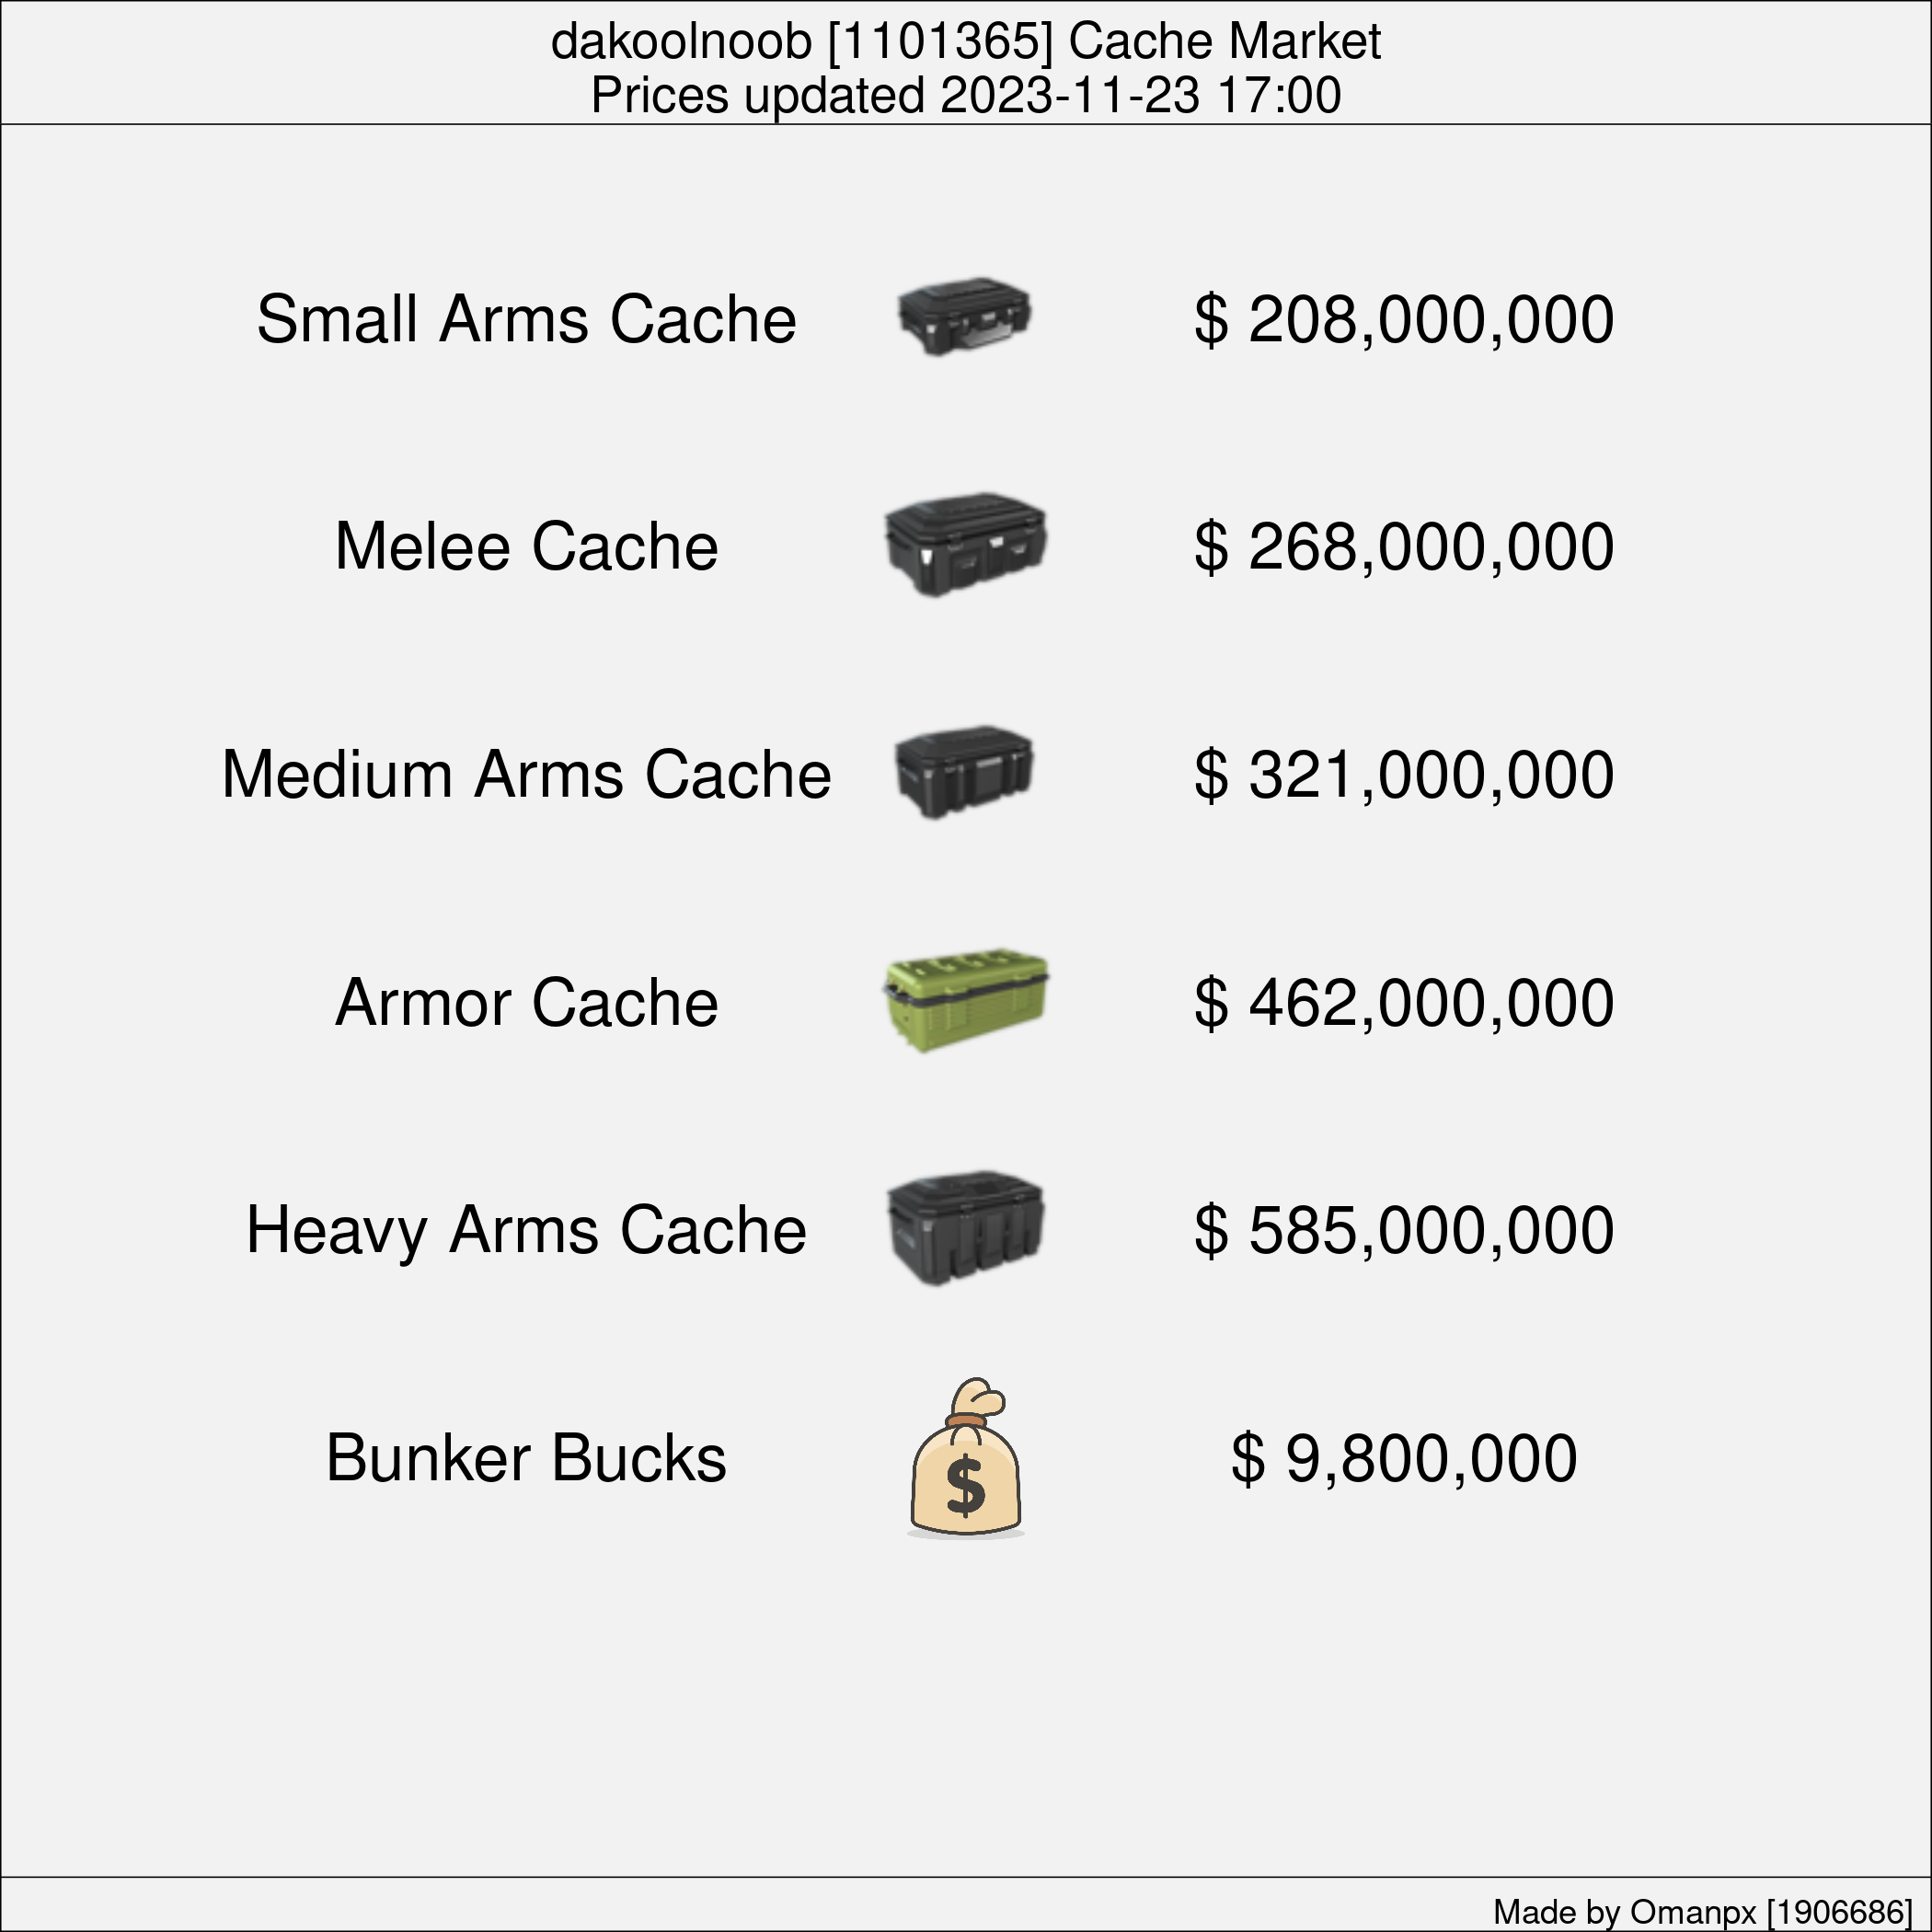 dakoolnoob [1101365] Cache Market
Prices updated 2023-11-23 17:00
Small Arms Cache $ 208,000,000
Melee Cache $ 268,000,000
Medium Arms Cache $ 321,000,000
Armor Cache $ 462,000,000
Heavy Arms Cache $ 585,000,000
Bunker Bucks $ $ 9,800,000
Made by Omanpx [1906686]